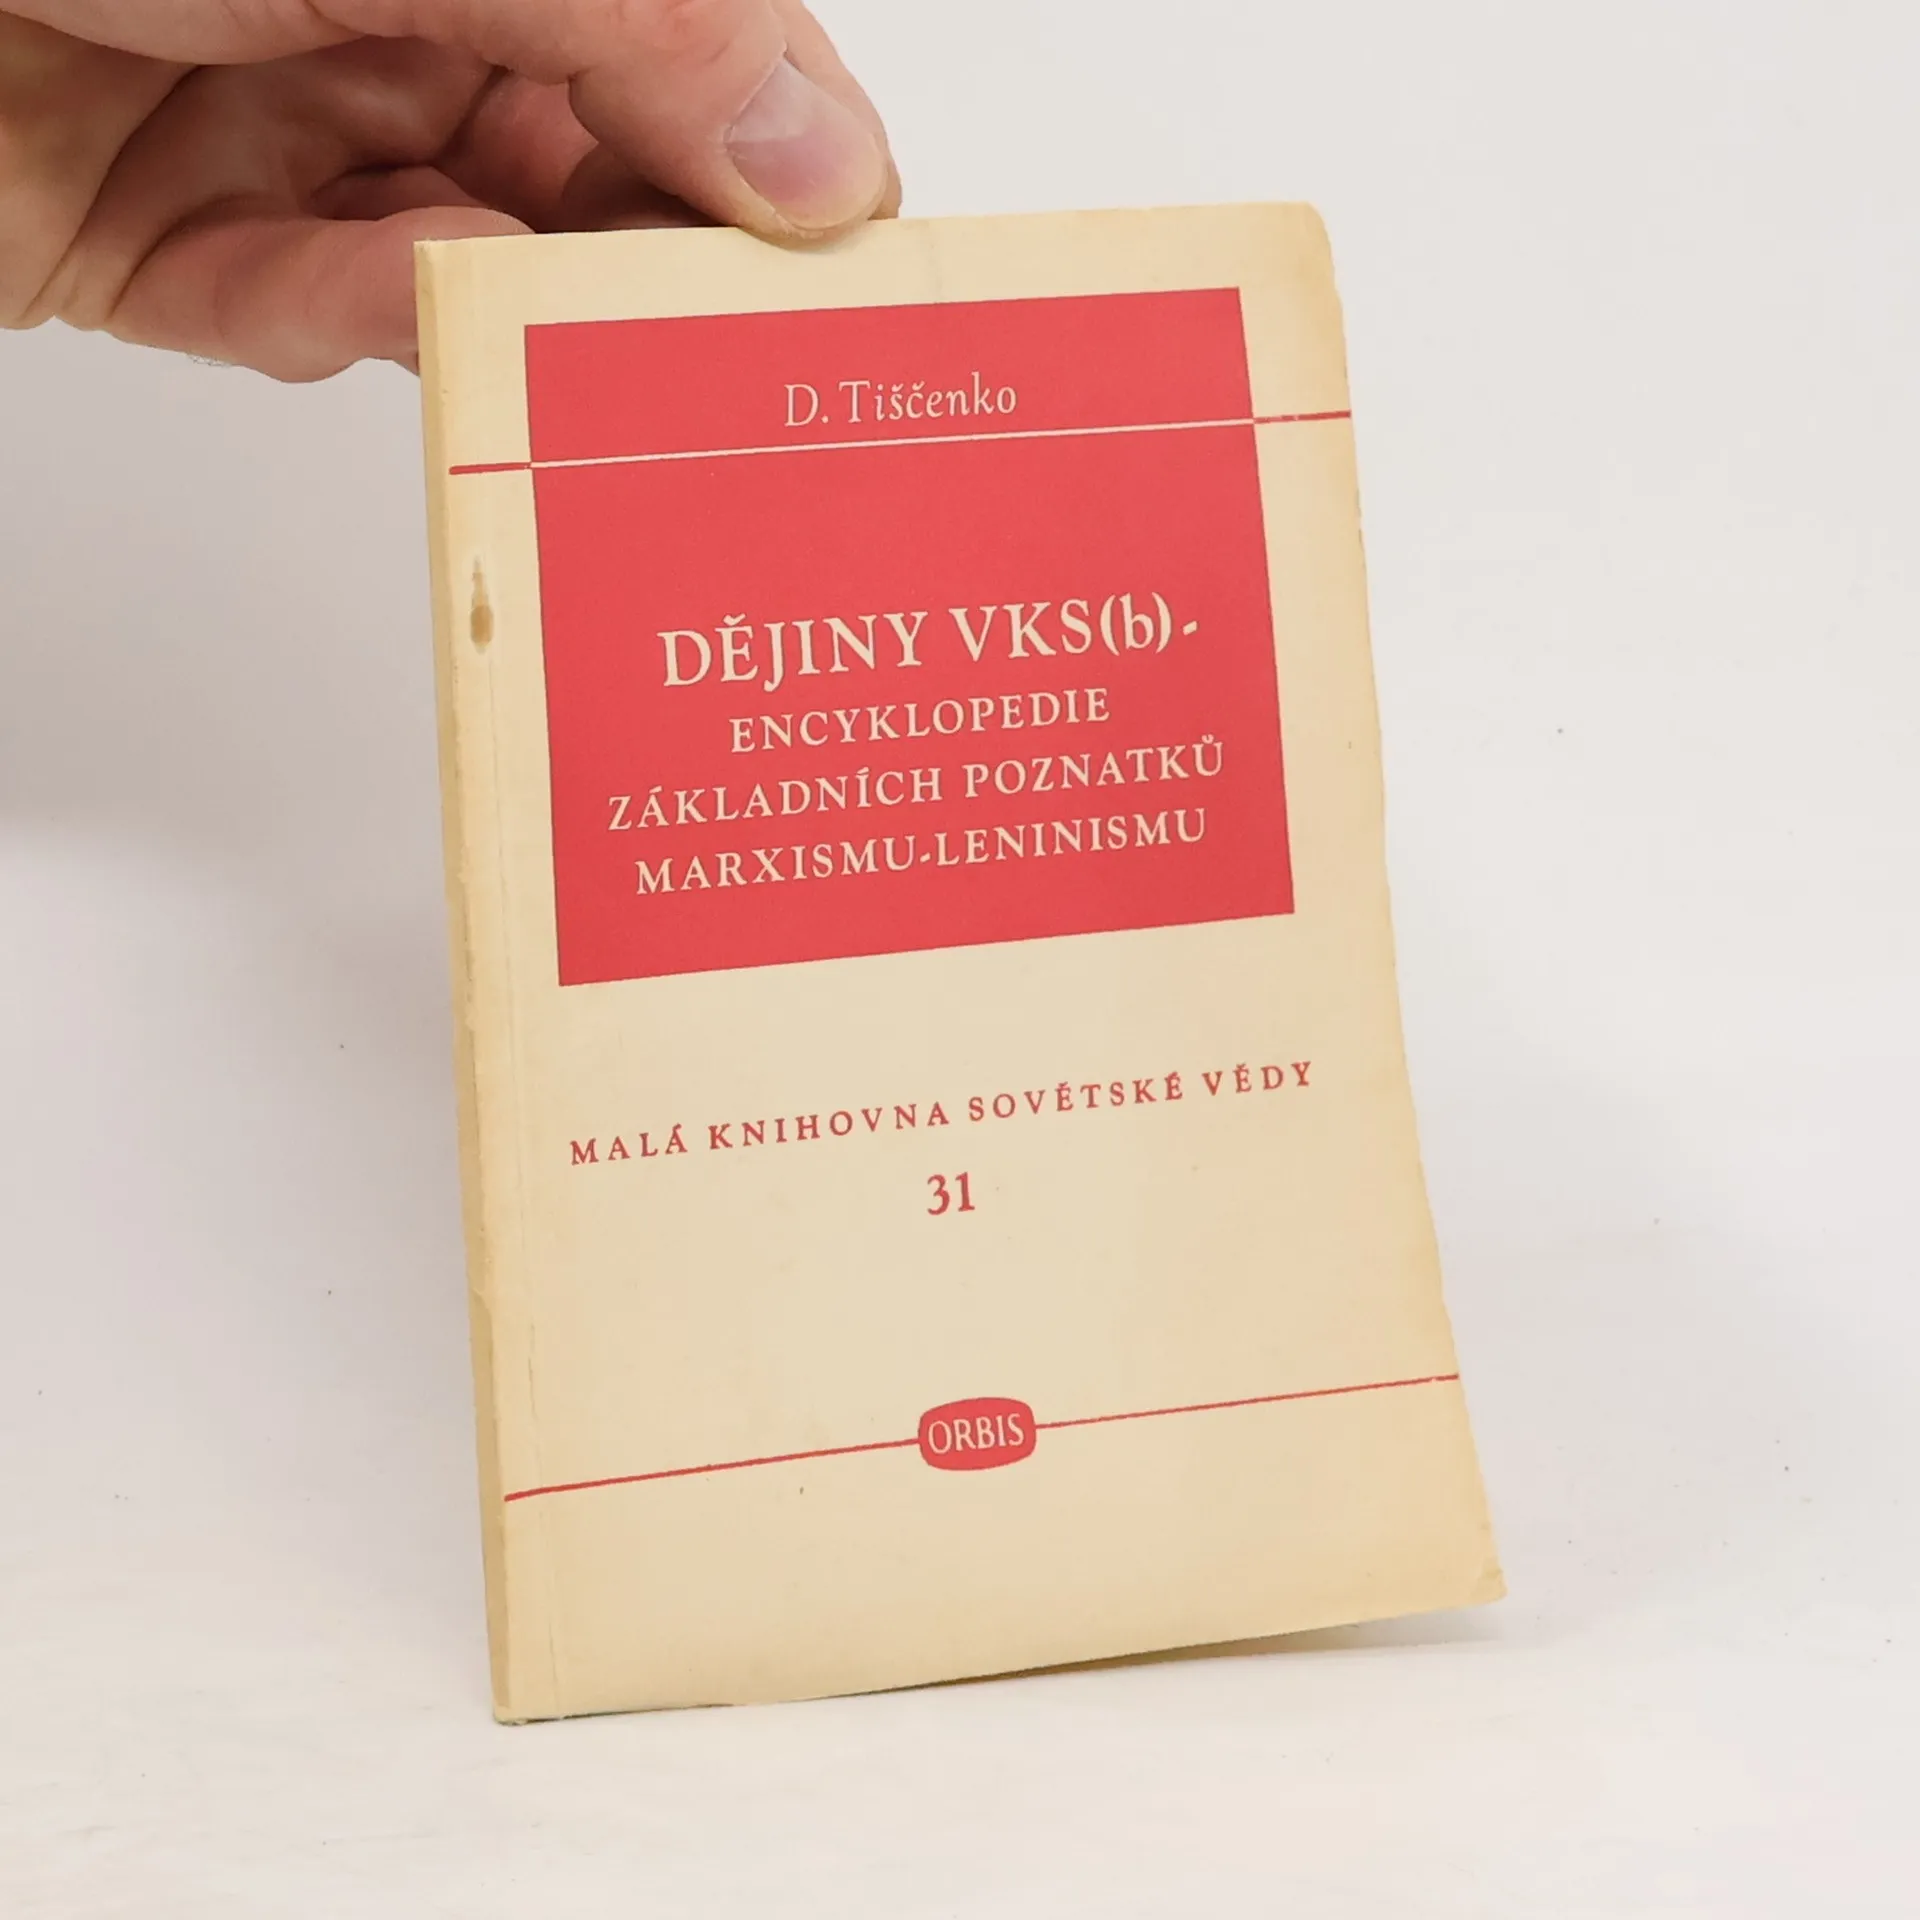 D. Tiščenko
DĚJINY VKS(b)-
ENCYKLOPEDIE
ZÁKLADNÍCH POZNATKŮ
MARXISMU-LENINISMU
MALÁ KNIHOVNA SOVĚTSKÉ VĚDY
31
ORBIS